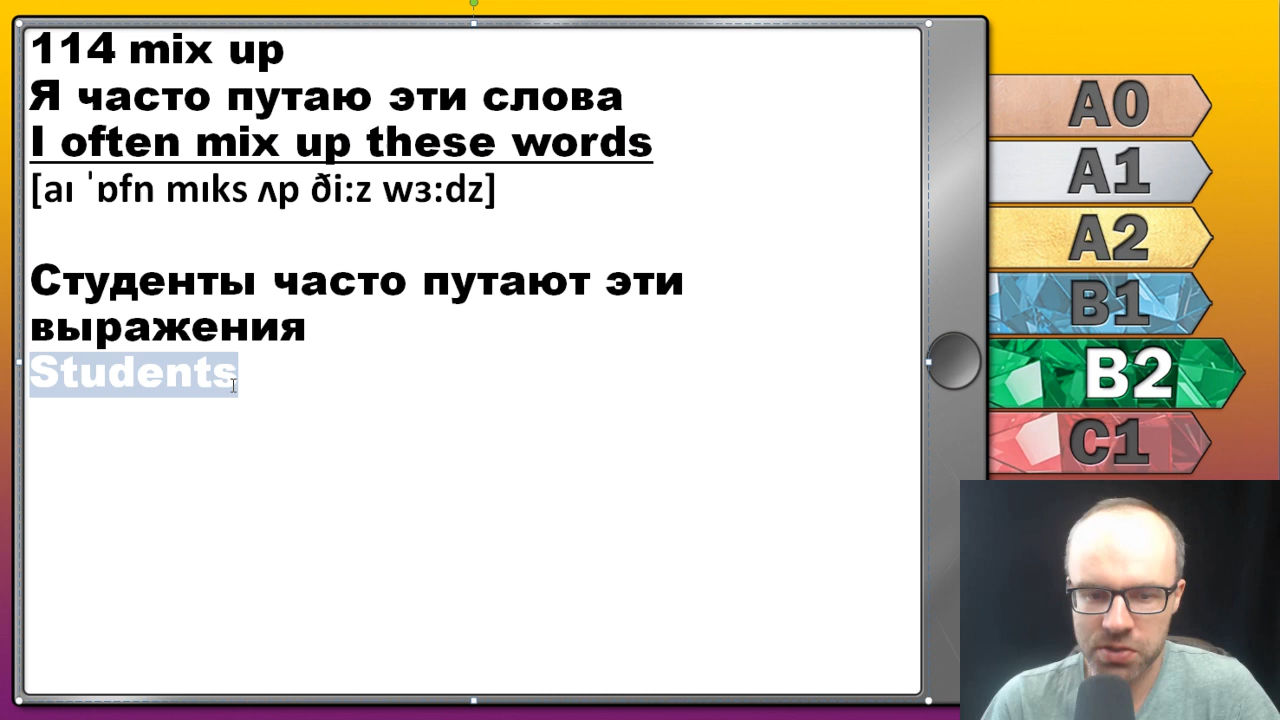 114 mix up
Я часто путаю эти слова
I often mix up these words
[aɪ ˈɒfn mɪks ʌp ði:z wɜ:dz]
Студенты часто путают эти
выражения
Students
A0
A1
A2
B1
B2
C1